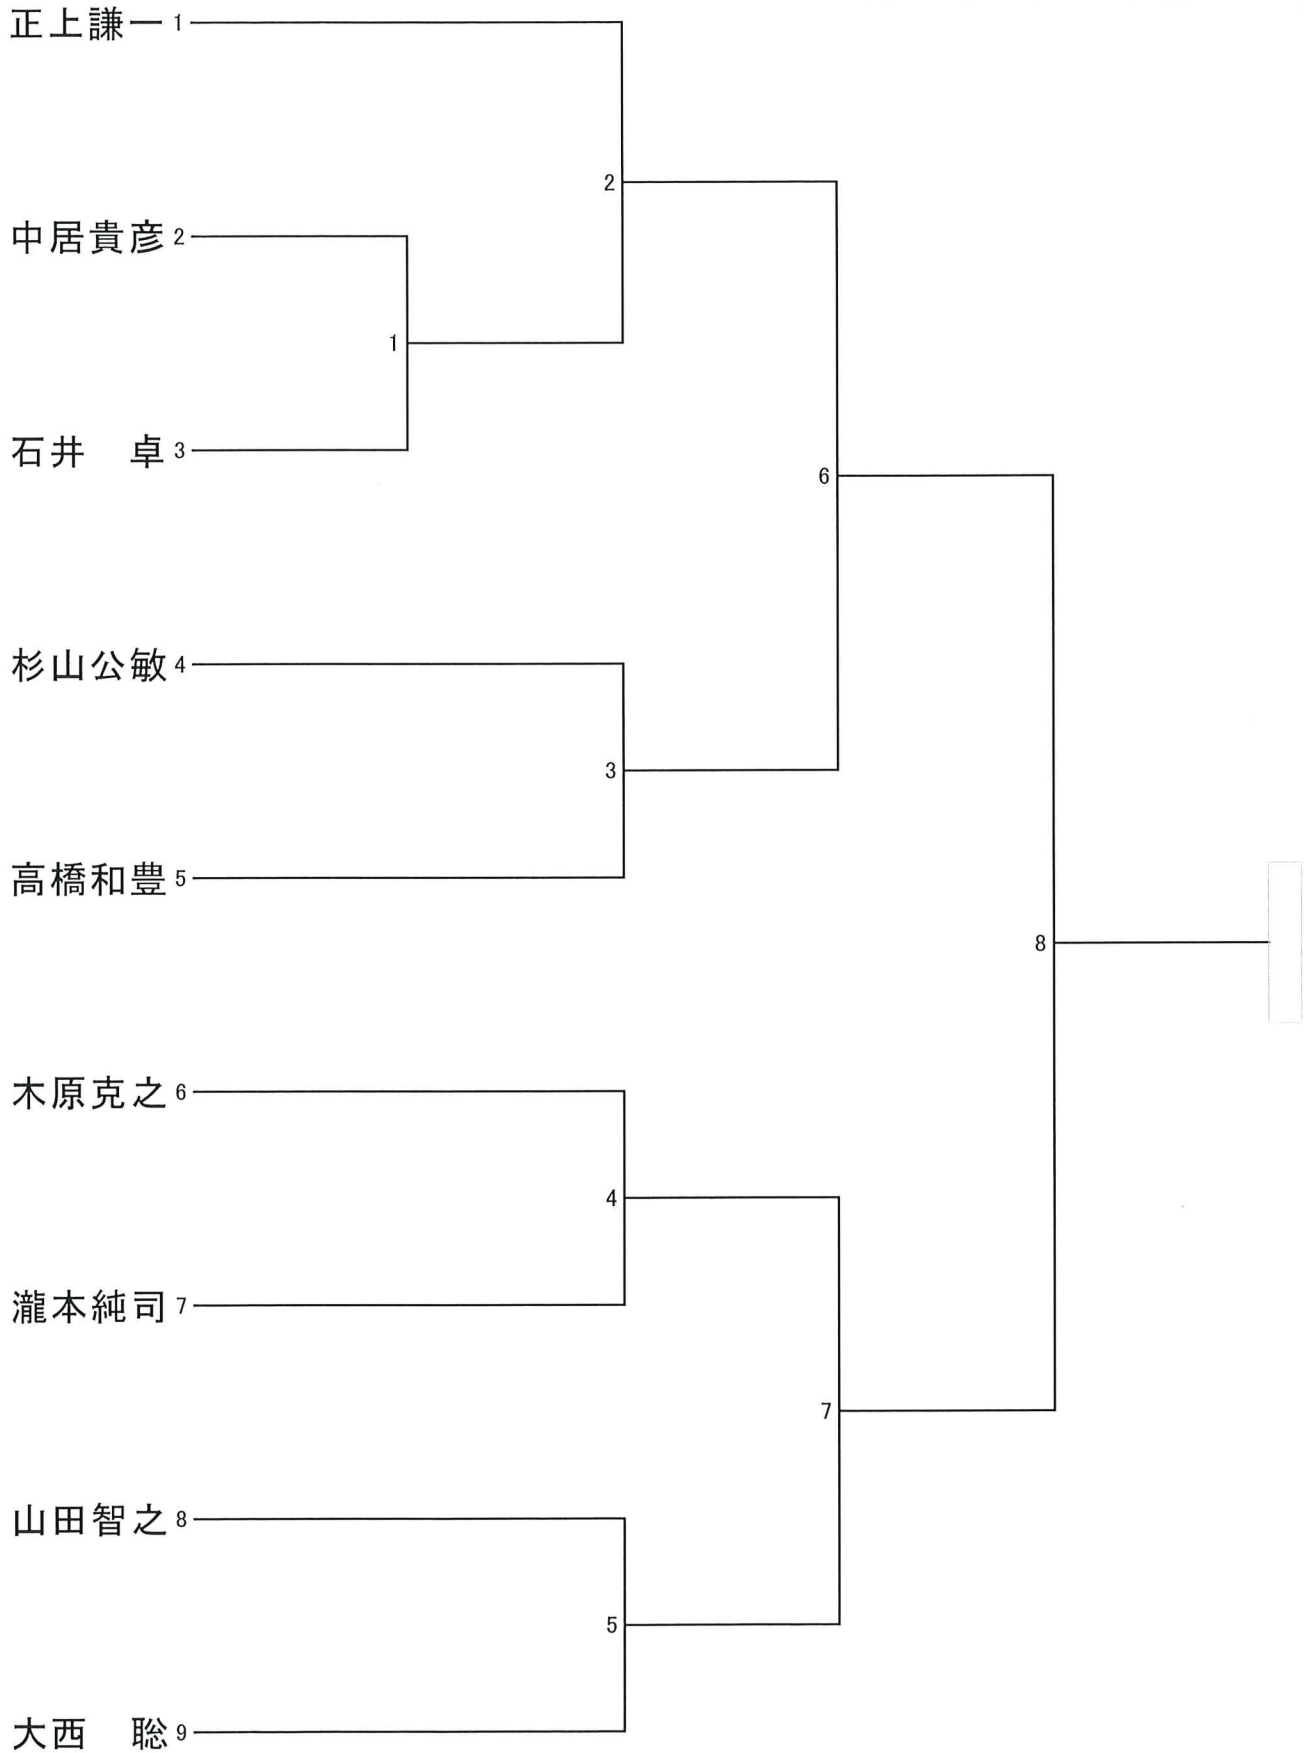 正上謙一 1
2
中居貴彦 2
1
石井　卓 3
6
杉山公敏 4
3
高橋和豊 5
8
木原克之 6
4
瀧本純司 7
7
山田智之 8
5
大西　聡 9